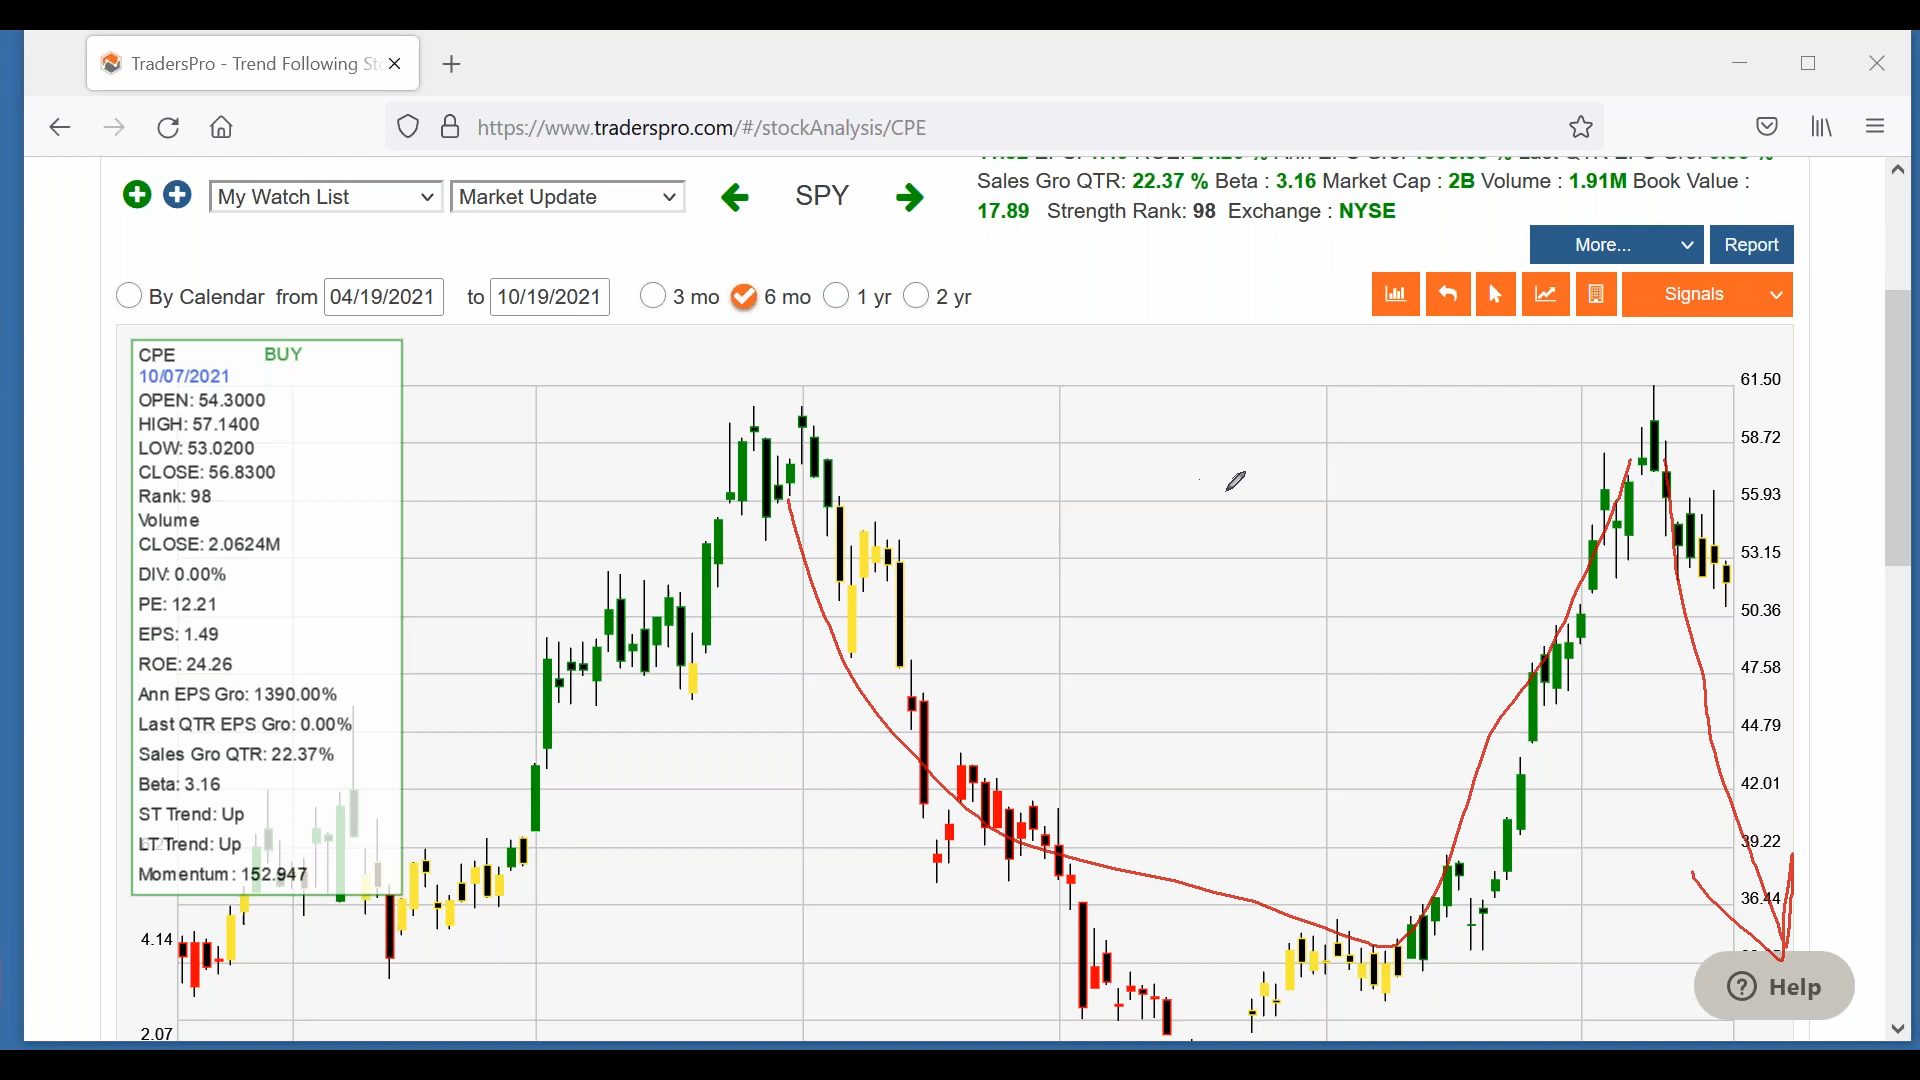 TradersPro - Trend Following Sto
https://www.traderspro.com/#/stockAnalysis/CPE
Sales Gro QTR: 22.37 % Beta : 3.16 Market Cap : 2B Volume : 1.91M Book Value :
My Watch List Market Update SPY
17.89 Strength Rank: 98 Exchange : NYSE
More... Report
By Calendar from 04/19/2021 to 10/19/2021 3 mo 6 mo 1 yr 2 yr Signals
CPE BUY
10/07/2021
OPEN: 54.3000
HIGH: 57.1400
LOW: 53.0200
CLOSE: 56.8300
Rank: 98
Volume
CLOSE: 2.0624M
DIV: 0.00%
PE: 12.21
EPS: 1.49
ROE: 24.26
Ann EPS Gro: 1390.00%
Last QTR EPS Gro: 0.00%
Sales Gro QTR: 22.37%
Beta: 3.16
ST Trend: Up
LT Trend: Up
Momentum : 152.947
4.14
2.07
61.50
58.72
55.93
53.15
50.36
47.58
44.79
42.01
39.22
36.44
Help